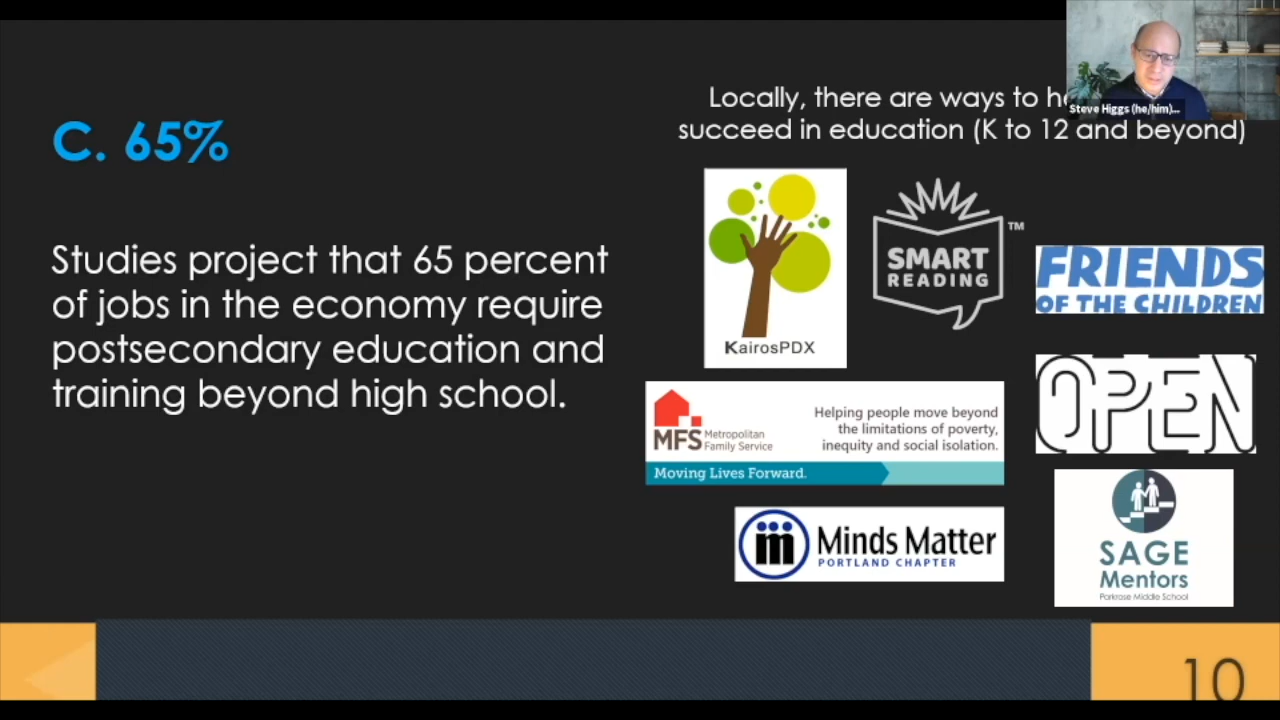 C. 65%
Studies project that 65 percent
of jobs in the economy require
postsecondary education and
training beyond high school.
Locally, there are ways to
succeed in education (K to 12 and beyond)
Steve Higgs (he/him)...
KairosPDX
SMART
READING
™
FRIENDS
OF THE CHILDREN
MFS Metropolitan
Family Service
Helping people move beyond
the limitations of poverty,
inequity and social isolation.
Moving Lives Forward.
OPEN
Minds Matter
PORTLAND CHAPTER
SAGE
Mentors
Parkrose Middle School
10